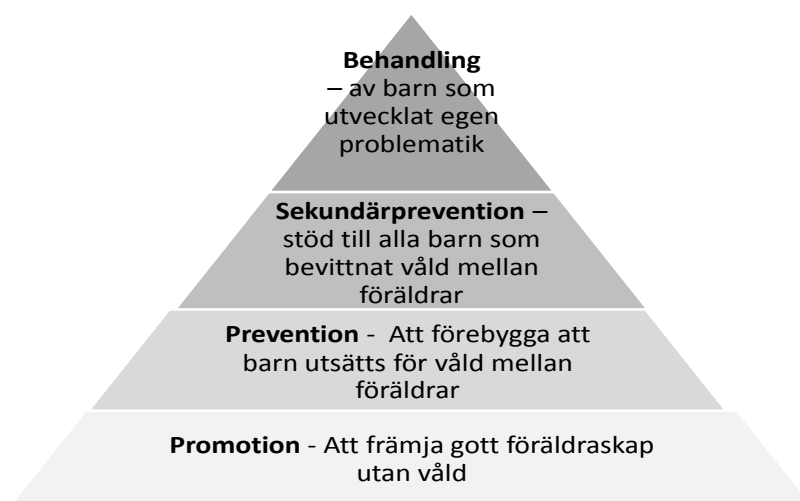 Behandling
– av barn som
utvecklat egen
problematik
Sekundärprevention –
stöd till alla barn som
bevittnat våld mellan
föräldrar
Prevention - Att förebygga att
barn utsätts för våld mellan
föräldrar
Promotion - Att främja gott föräldraskap
utan våld